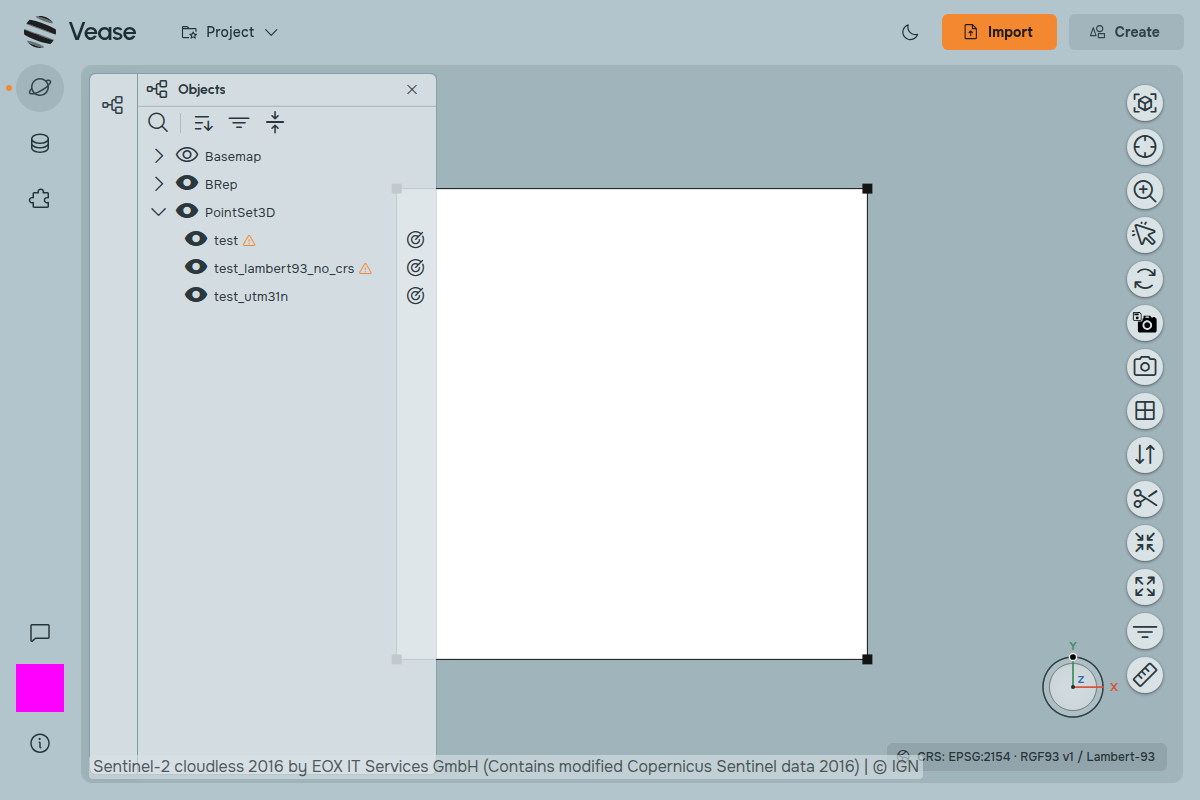 Vease
Project
Import
Create
Objects
Basemap
BRep
PointSet3D
test
test_lambert93_no_crs
test_utm31n
Y
Z
X
CRS: EPSG:2154 · RGF93 v1 / Lambert-93
Sentinel-2 cloudless 2016 by EOX IT Services GmbH (Contains modified Copernicus Sentinel data 2016) | © IGN